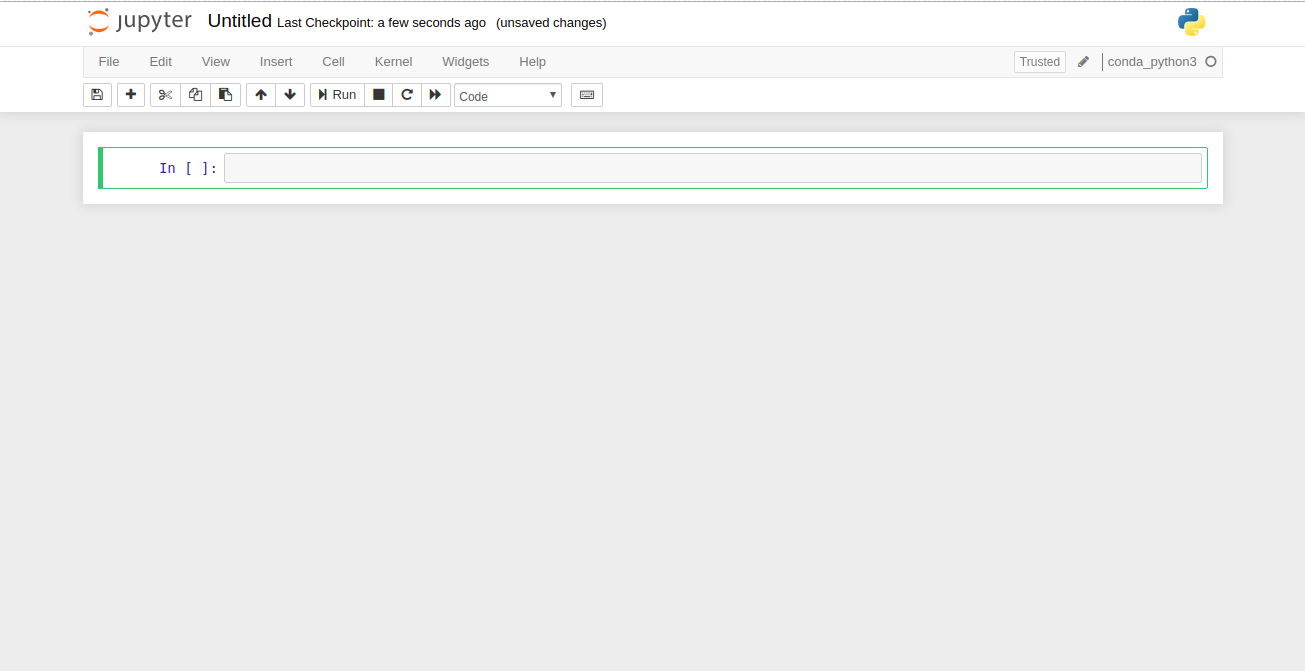 jupyter Untitled Last Checkpoint: a few seconds ago (unsaved changes)
File Edit View Insert Cell Kernel Widgets Help Trusted conda_python3
Run Code
In [ ]: